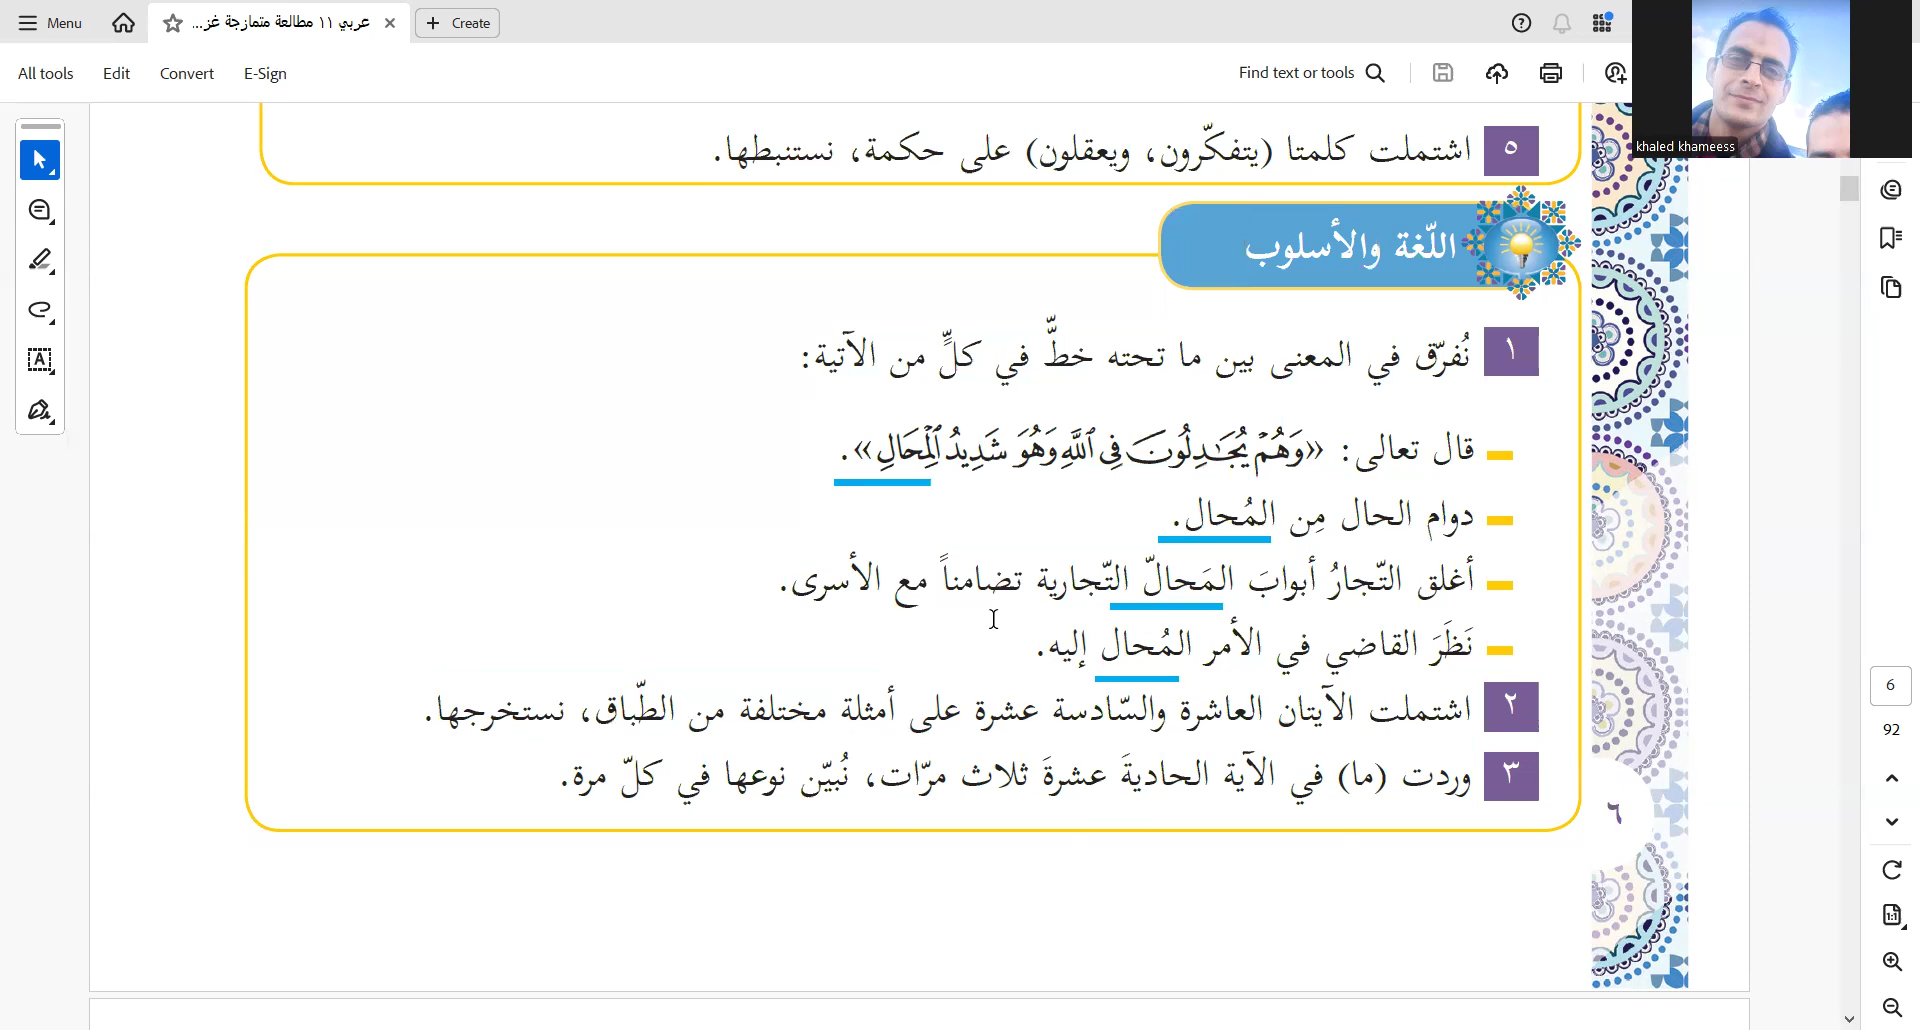 Menu
عربي ١١ مطالعة متمازجة غز...
Create
All tools
Edit
Convert
E-Sign
Find text or tools
khaled khameess
٥ اشتملت كلمتا (يتفكّرون، ويعقلون) على حكمة، نستنبطها.
اللّغة والأسلوب
١ نُفرّق في المعنى بين ما تحته خطٌّ في كلٍّ من الآتية:
قال تعالى: «وَهُمْ يُجَٰدِلُونَ فِى ٱللَّهِ وَهُوَ شَدِيدُ ٱلْمِحَالِ».
دوام الحال مِن المُحال.
أغلق التّجارُ أبوابَ المَحالّ التّجارية تضامناً مع الأسرى.
نَظَرَ القاضي في الأمر المُحال إليه.
٢ اشتملت الآيتان العاشرة والسّادسة عشرة على أمثلة مختلفة من الطّباق، نستخرجها.
٣ وردت (ما) في الآية الحاديةَ عشرةَ ثلاث مرّات، نُبيّن نوعها في كلّ مرة.
٦
6
92